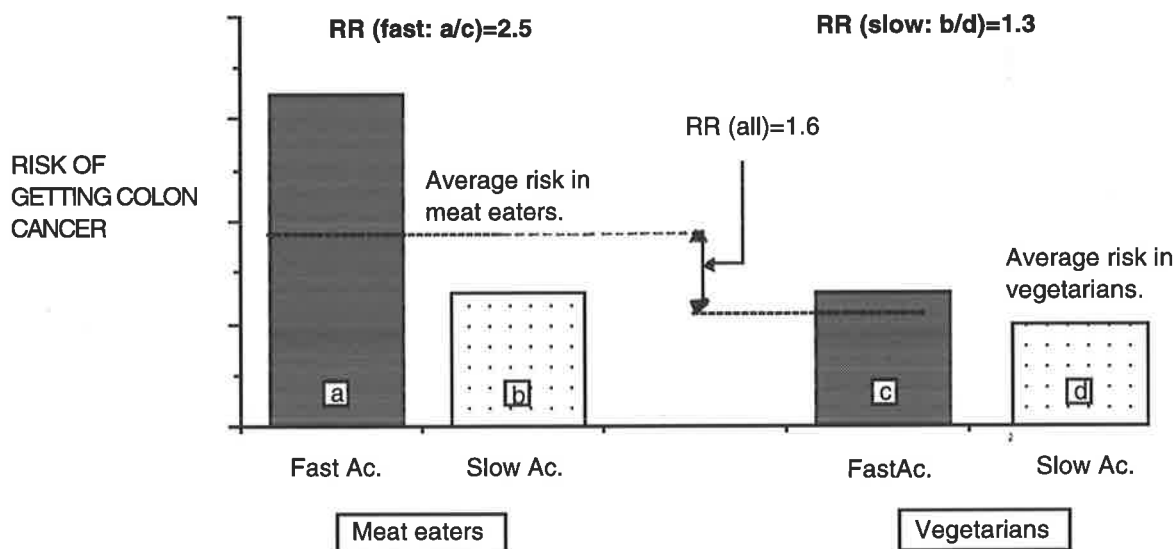 RR (fast: a/c)=2.5
RR (slow: b/d)=1.3
RR (all)=1.6
RISK OF
GETTING COLON
CANCER
Average risk in
meat eaters.
Average risk in
vegetarians.
a
b
c
d
Fast Ac.
Slow Ac.
FastAc.
Slow Ac.
Meat eaters
Vegetarians